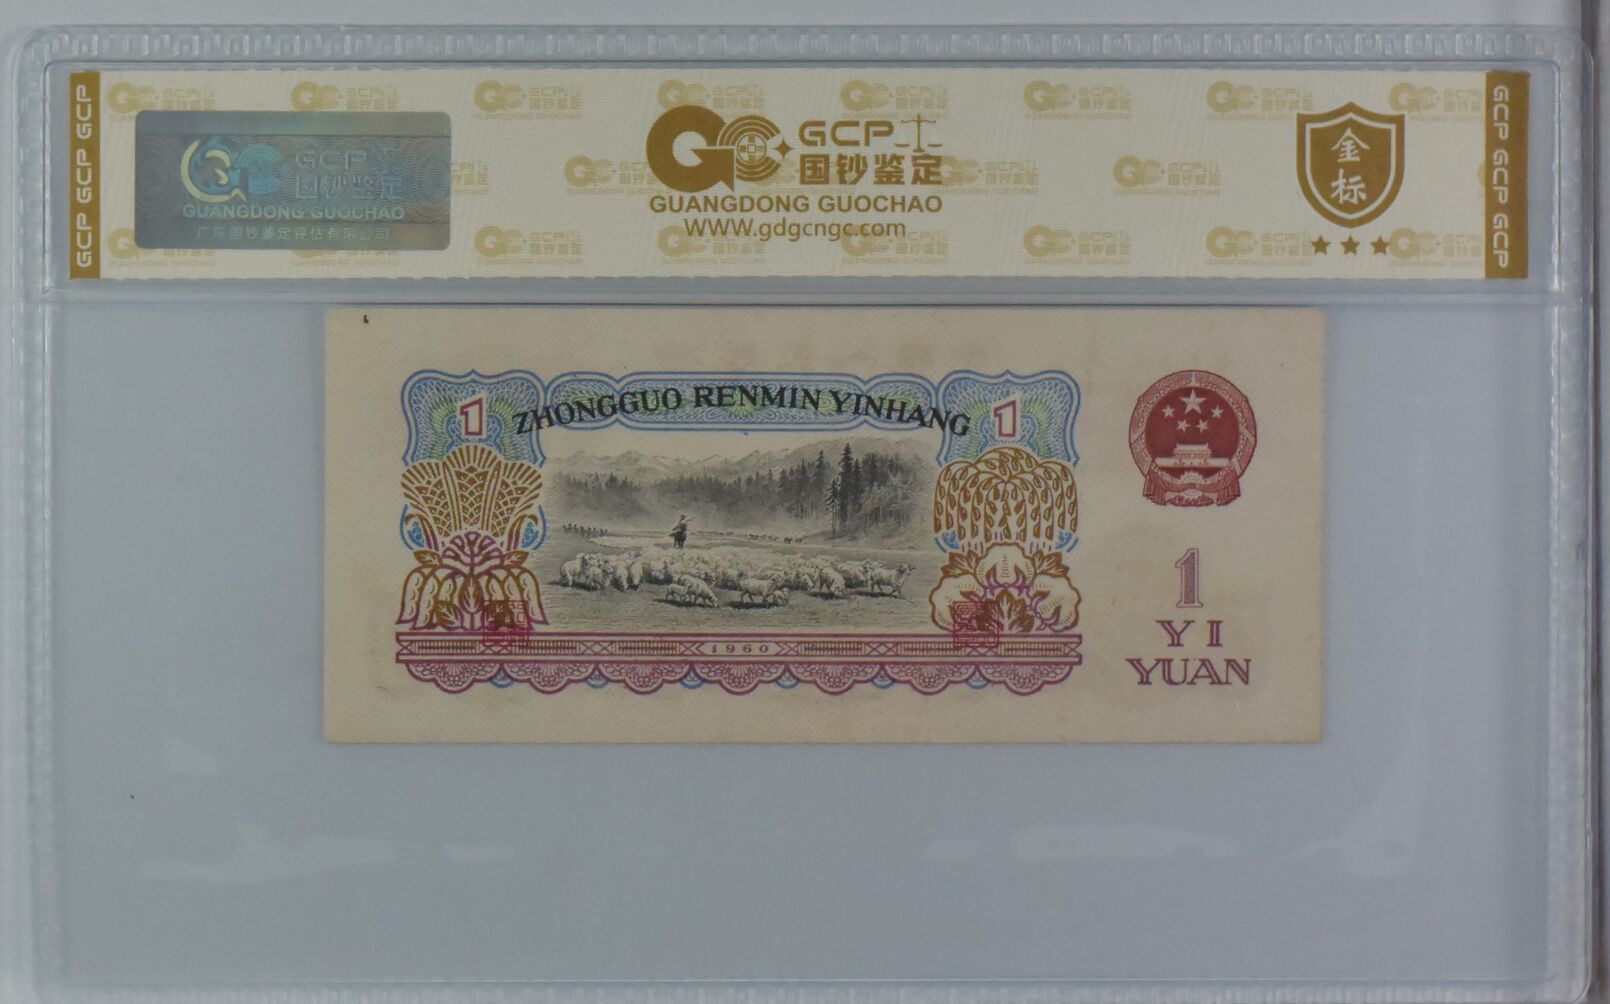 GCP GCP GCP
GCP
国钞鉴定
GUANGDONG GUOCHAO
广东国钞鉴定评估有限公司
GCP
国钞鉴定
GUANGDONG GUOCHAO
WWW.gdgcngc.com
金
标
GCP GCP GCP
ZHONGGUO RENMIN YINHANG
1
1
1960
1
YI
YUAN